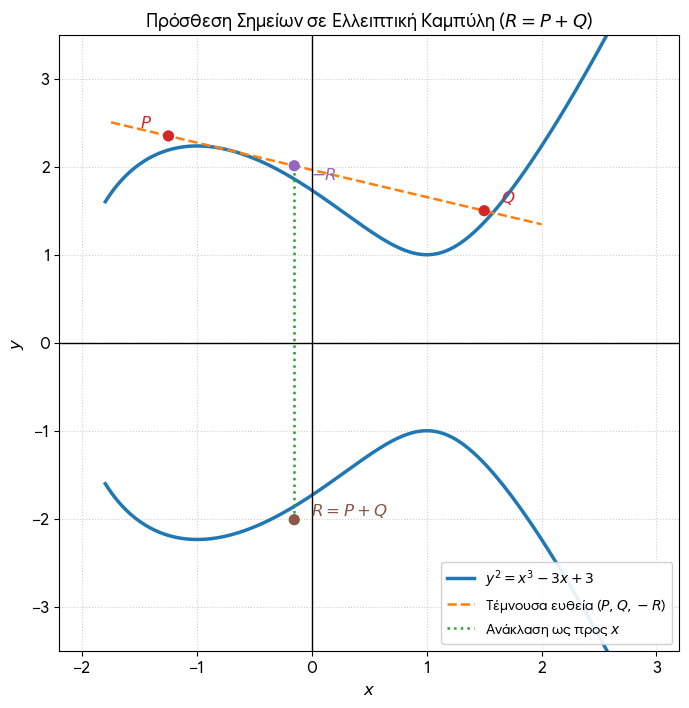 Πρόσθεση Σημείων σε Ελλειπτική Καμπύλη (R = P + Q)
3
2
1
0
−1
−2
−3
y
P
−R
Q
R = P + Q
y² = x³ − 3x + 3
Τέμνουσα ευθεία (P, Q, − R)
Ανάκλαση ως προς x
−2
−1
0
1
2
3
x